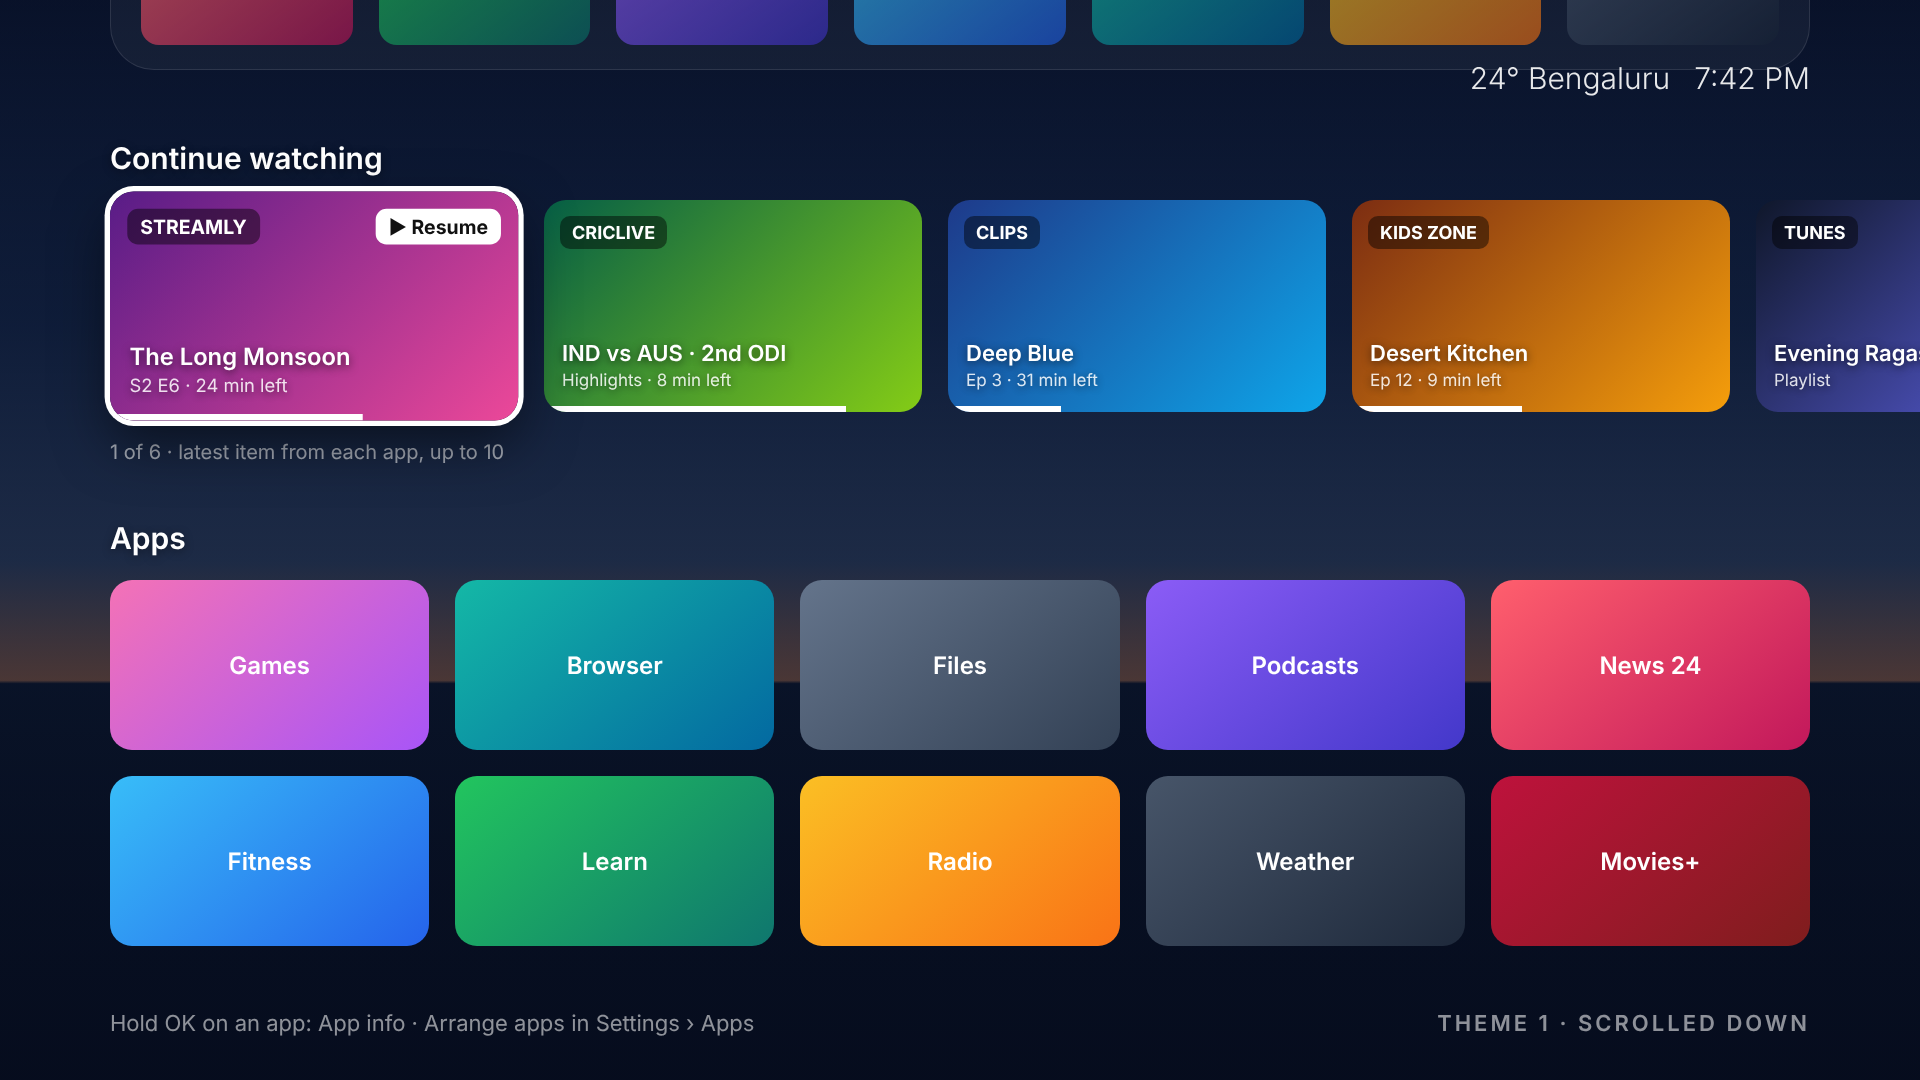 24° Bengaluru 7:42 PM
Continue watching
STREAMLY
▶ Resume
The Long Monsoon
S2 E6 · 24 min left
CRICLIVE
IND vs AUS · 2nd ODI
Highlights · 8 min left
CLIPS
Deep Blue
Ep 3 · 31 min left
KIDS ZONE
Desert Kitchen
Ep 12 · 9 min left
TUNES
Evening Ragas
Playlist
1 of 6 · latest item from each app, up to 10
Apps
Games
Browser
Files
Podcasts
News 24
Fitness
Learn
Radio
Weather
Movies+
Hold OK on an app: App info · Arrange apps in Settings › Apps
THEME 1 · SCROLLED DOWN